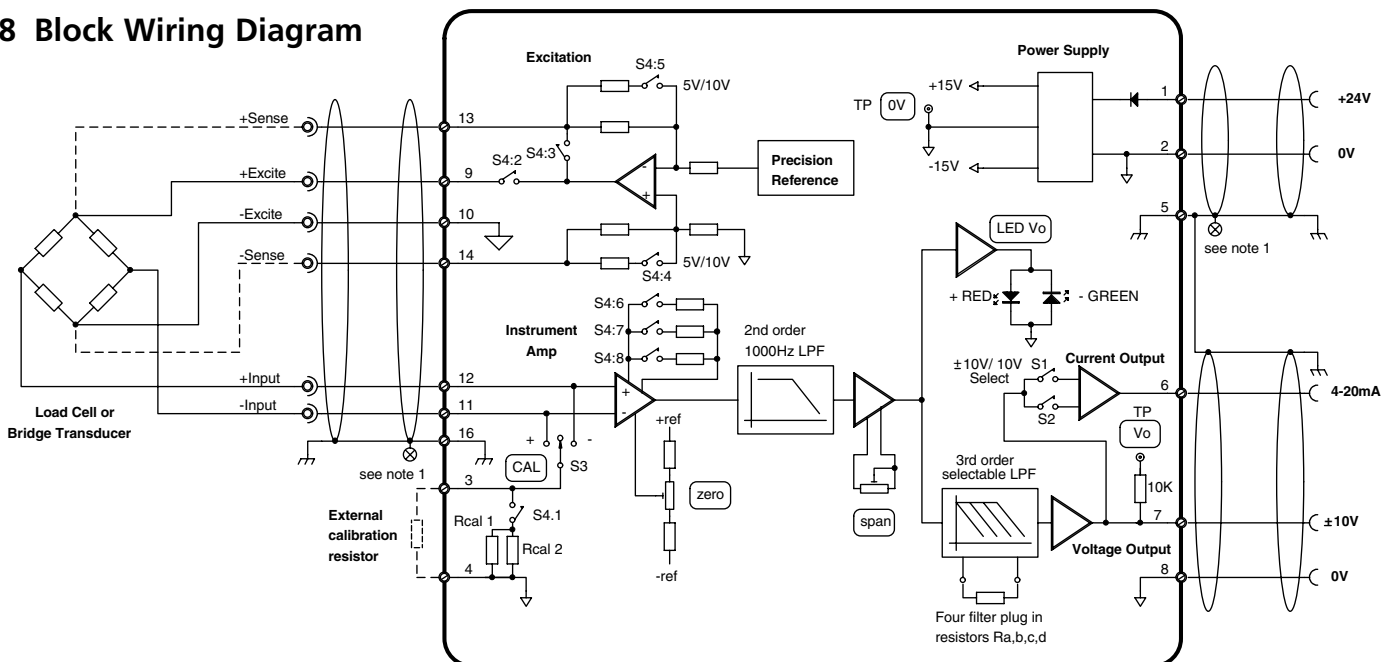 8 Block Wiring Diagram
Excitation
S4:5
5V/10V
+Sense
13
S4:2
S4:3
+Excite
9
-
+
Precision
Reference
-Excite
10
-Sense
14
S4:4
5V/10V
Power Supply
+15V
TP
0V
-15V
1
+24V
2
0V
5
see note 1
LED Vo
+ RED
- GREEN
S4:6
S4:7
S4:8
Instrument
Amp
+Input
12
+
-Input
11
-
16
Load Cell or
Bridge Transducer
see note 1
+
-
CAL
S3
3
External
calibration
resistor
Rcal 1
S4.1
Rcal 2
4
+ref
zero
-ref
2nd order
1000Hz LPF
span
±10V/ 10V
Select
S1
S2
Current Output
6
4-20mA
TP
Vo
10K
3rd order
selectable LPF
7
±10V
Voltage Output
8
0V
Four filter plug in
resistors Ra,b,c,d